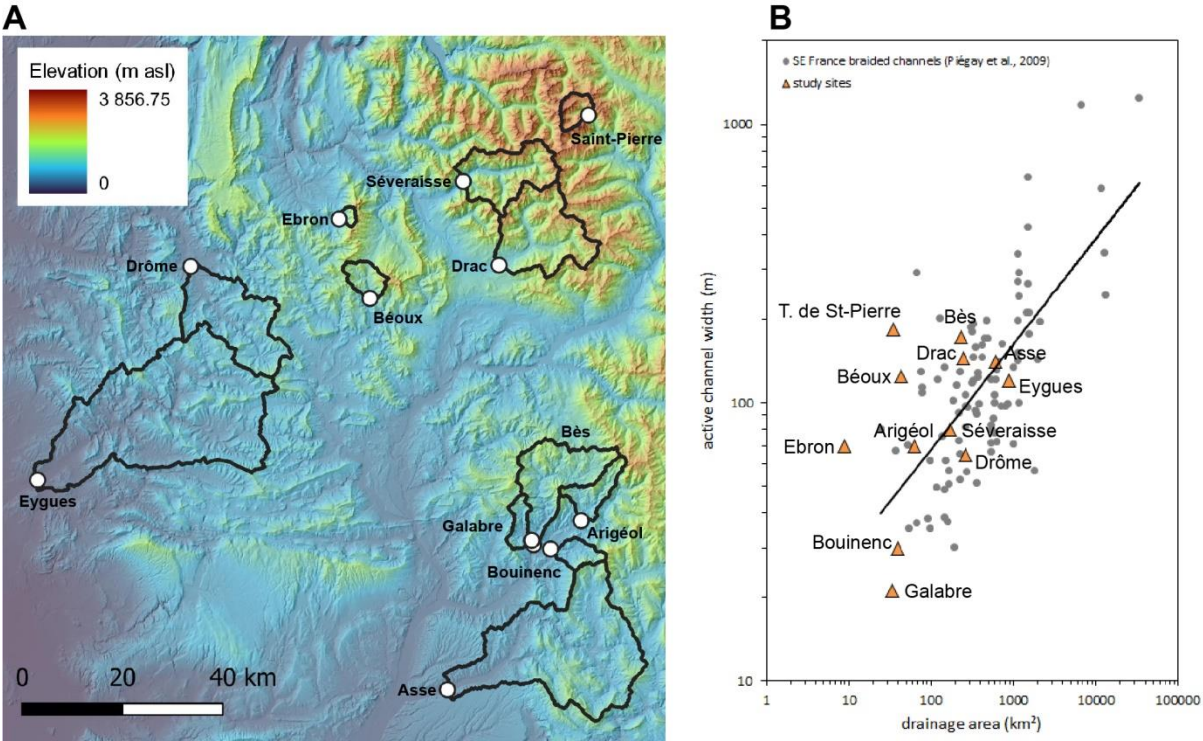 A
Elevation (m asl)
3 856.75
0
Saint-Pierre
Séveraisse
Ebron
Drôme
Drac
Béoux
Bès
Eygues
Galabre
Arigéol
Bouinenc
Asse
0 20 40 km
B
SE France braided channels (Piégay et al., 2009)
study sites
1000
T. de St-Pierre
Bès
Drac
Asse
Béoux
Eygues
100
Arigéol
Séveraisse
Ebron
Drôme
Bouinenc
Galabre
10
active channel width (m)
1 10 100 1000 10000 100000
drainage area (km²)